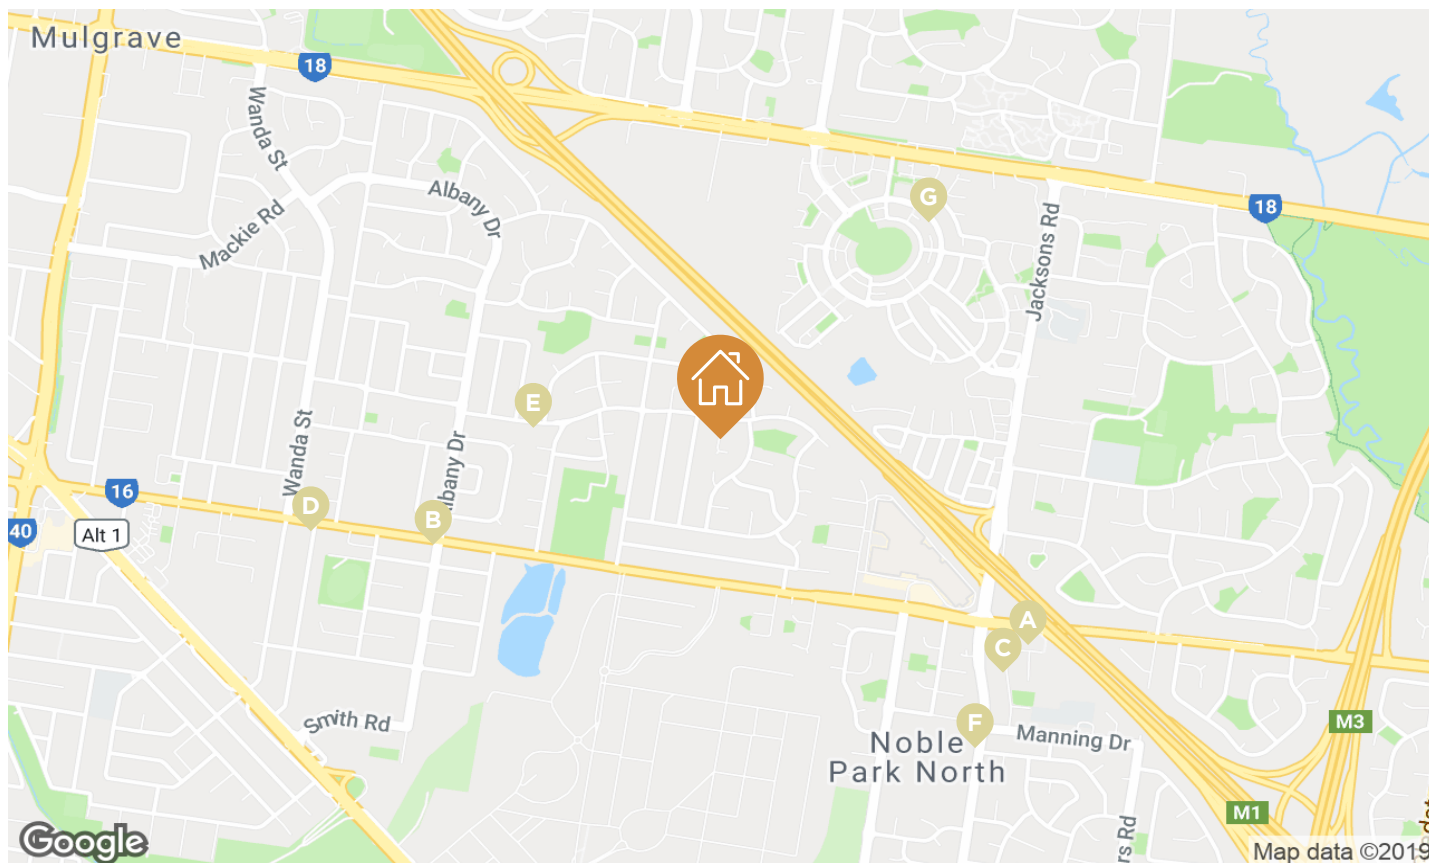 Mulgrave
18
Wanda St
Albany Dr
Mackie Rd
G
18
Jacksons Rd
E
Wanda St
Albany Dr
16
D
B
40
Alt 1
A
C
Smith Rd
F
Manning Dr
Noble
Park North
M3
M1
Google
Map data ©2019